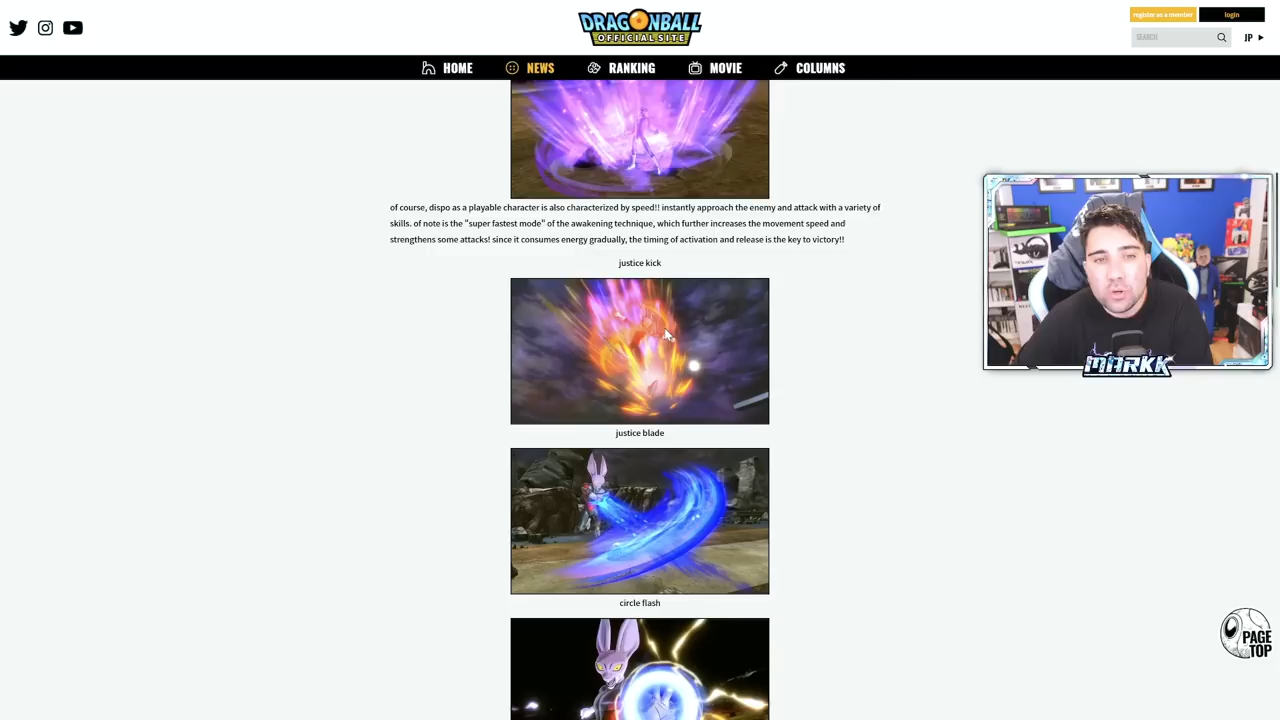 DRAGONBALL
OFFICIAL SITE
register as a member
login
SEARCH
JP
HOME
NEWS
RANKING
MOVIE
COLUMNS
of course, dispo as a playable character is also characterized by speed!! instantly approach the enemy and attack with a variety of
skills. of note is the "super fastest mode" of the awakening technique, which further increases the movement speed and
strengthens some attacks! since it consumes energy gradually, the timing of activation and release is the key to victory!!
justice kick
justice blade
circle flash
MARKK
PAGE
TOP